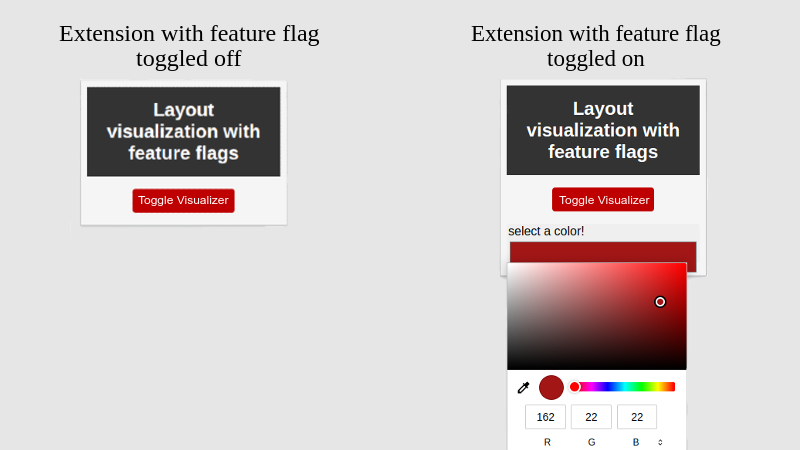 Extension with feature flag
toggled off
Layout
visualization with
feature flags
Toggle Visualizer
Extension with feature flag
toggled on
Layout
visualization with
feature flags
Toggle Visualizer
select a color!
162 22 22
R G B